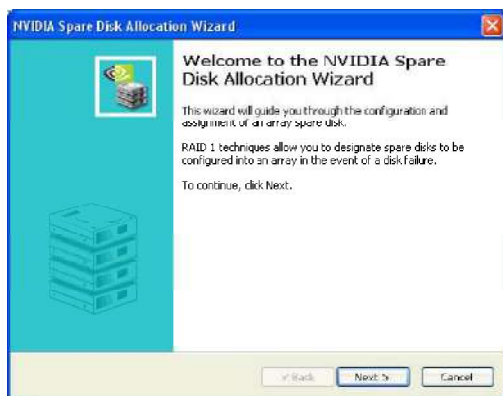 NVIDIA Spare Disk Allocation Wizard
Welcome to the NVIDIA Spare
Disk Allocation Wizard
This wizard will guide you through the configuration and
assignment of an array spare disk.
RAID 1 techniques allow you to designate spare disks to be
configured into an array in the event of a disk failure.
To continue, click Next.
< Back
Next >
Cancel